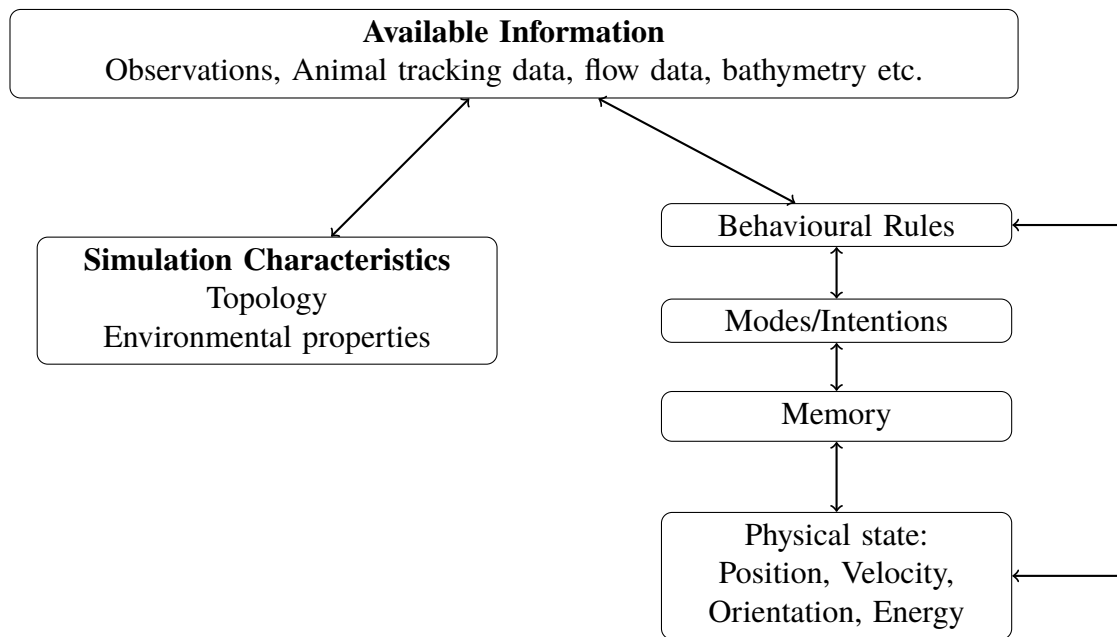 Available Information
Observations, Animal tracking data, flow data, bathymetry etc.
Behavioural Rules
Simulation Characteristics
Topology
Environmental properties
Modes/Intentions
Memory
Physical state:
Position, Velocity,
Orientation, Energy